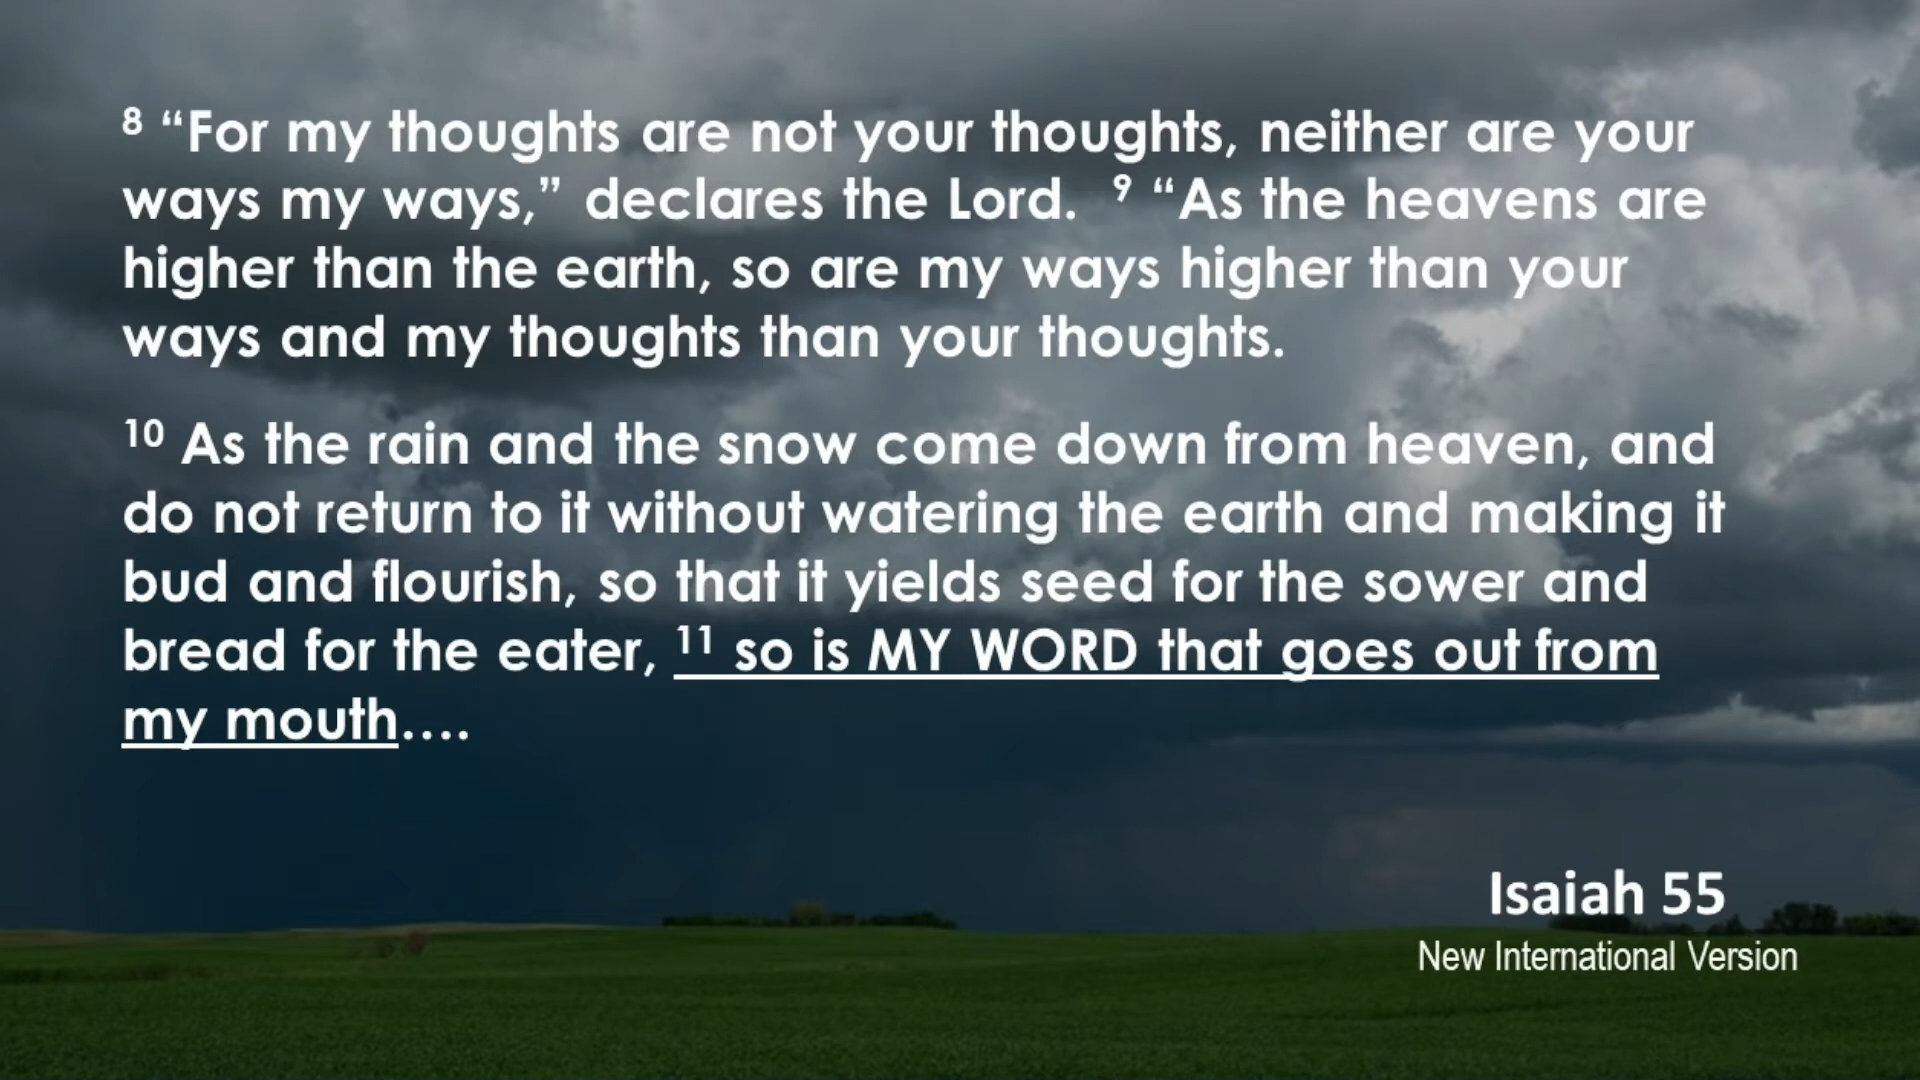 8 “For my thoughts are not your thoughts, neither are your
ways my ways,” declares the Lord. 9 “As the heavens are
higher than the earth, so are my ways higher than your
ways and my thoughts than your thoughts.
10 As the rain and the snow come down from heaven, and
do not return to it without watering the earth and making it
bud and flourish, so that it yields seed for the sower and
bread for the eater, 11 so is MY WORD that goes out from
my mouth....
Isaiah 55
New International Version